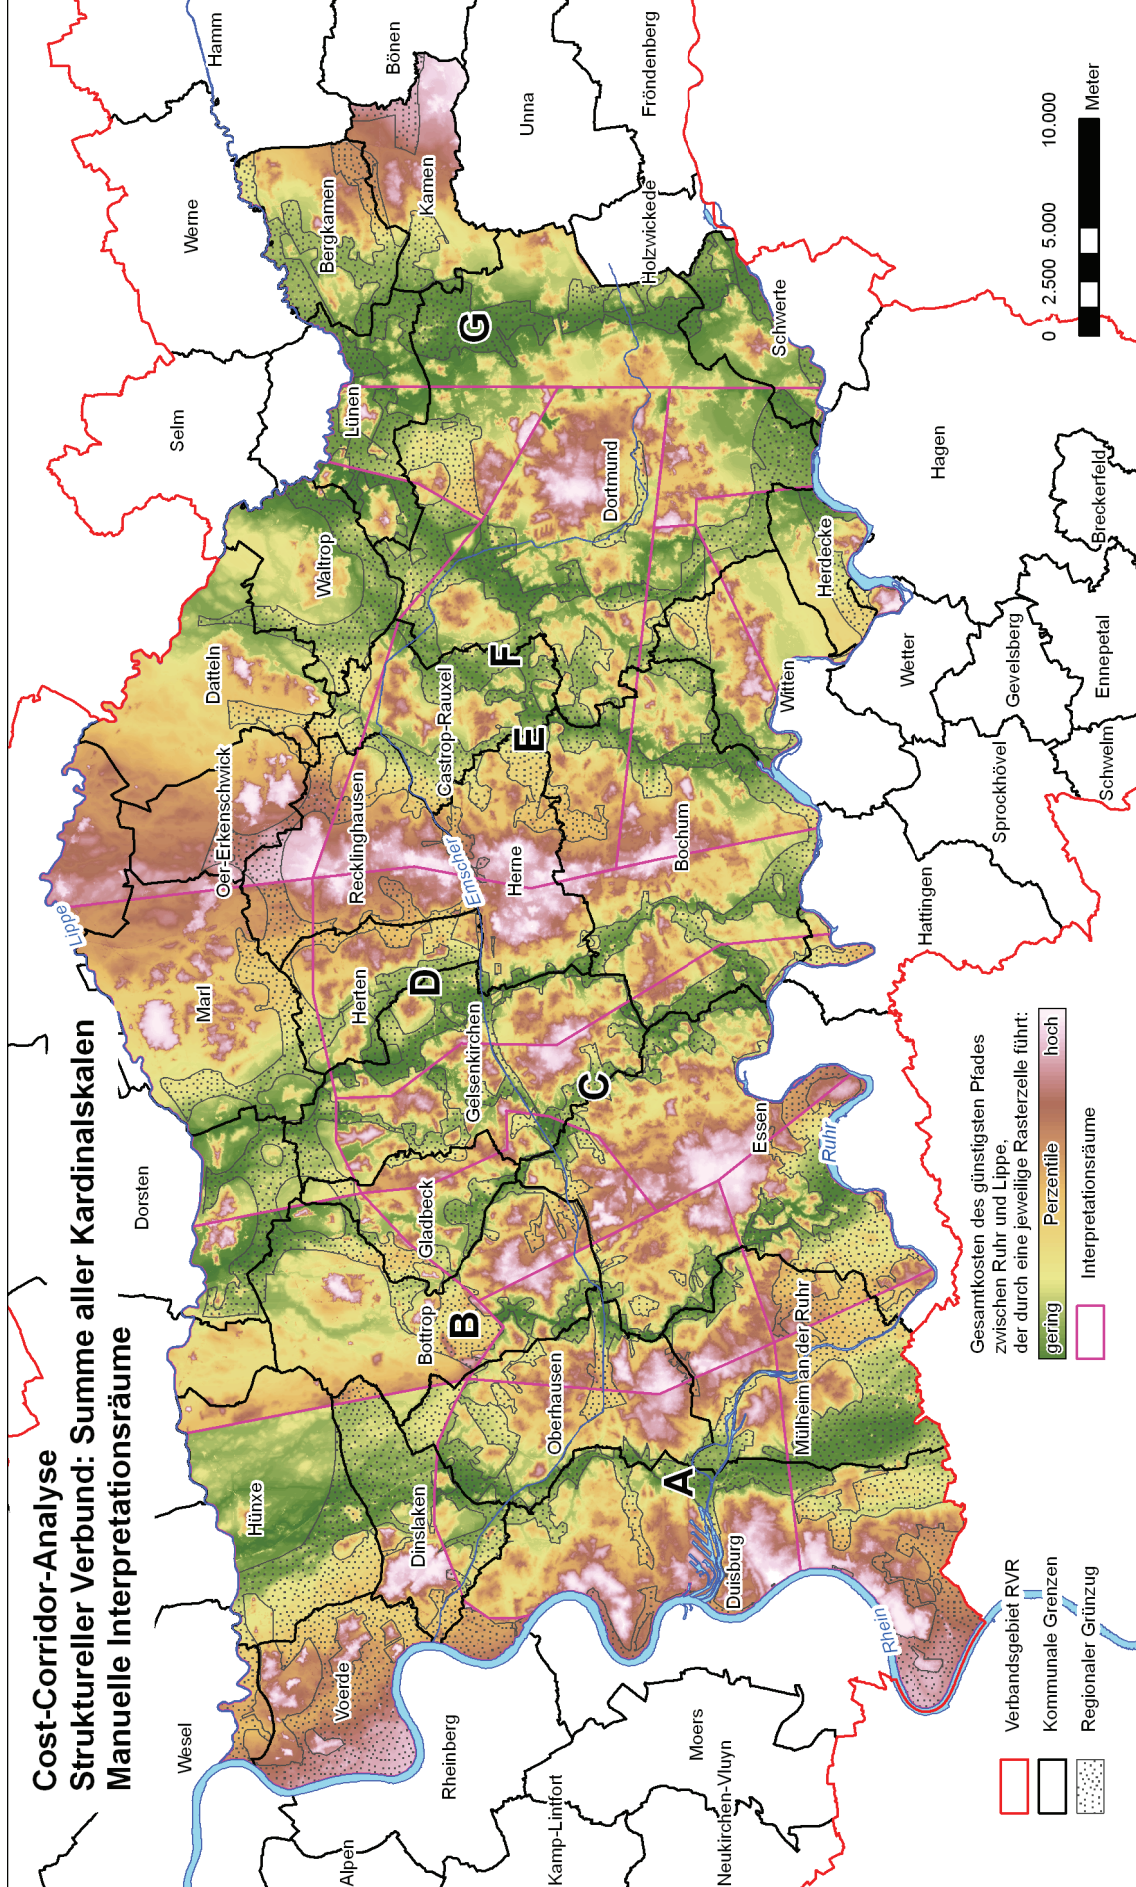 Cost-Corridor-Analyse
Struktureller Verbund: Summe aller Kardinalskalen
Manuelle Interpretationsräume
Wesel
Dorsten
Selm
Werne
Hamm
Lippe
Marl
Oer-Erkenschwick
Datteln
Waltrop
Lünen
Bergkamen
Bönen
Hünxe
Voerde
Dinslaken
Bottrop
Gladbeck
Herten
Recklinghausen
Castrop-Rauxel
Kamen
Alpen
Rheinberg
B
D
Emscher
Gelsenkirchen
Herne
E
F
G
Unna
Kamp-Lintfort
Oberhausen
C
Dortmund
Holzwickede
Fröndenberg
Moers
Neukirchen-Vluyn
A
Duisburg
Mülheim an der Ruhr
Essen
Ruhr
Bochum
Witten
Herdecke
Schwerte
Rhein
Hattingen
Wetter
Hagen
Sprockhövel
Gevelsberg
Breckerfeld
Schwelm
Ennepetal
Verbandsgebiet RVR
Kommunale Grenzen
Regionaler Grünzug
Gesamtkosten des günstigsten Pfades
zwischen Ruhr und Lippe,
der durch eine jeweilige Rasterzelle führt:
gering Perzentile hoch
Interpretationsräume
0 2.500 5.000 10.000
Meter